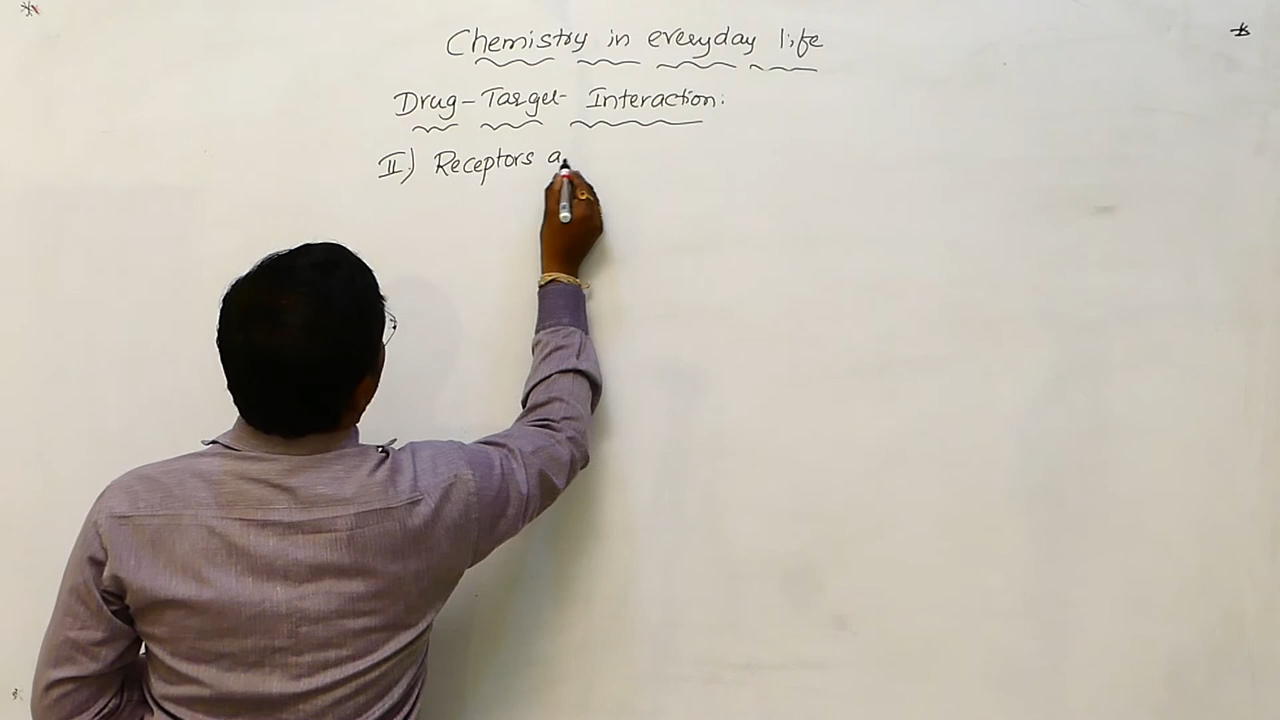 Chemistry in everyday life
Drug-Target Interaction:
II) Receptors a